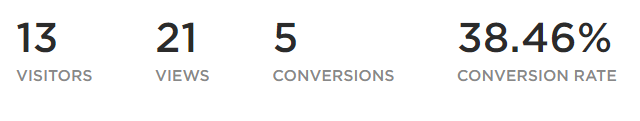 13 21 5 38.46%
VISITORS VIEWS CONVERSIONS CONVERSION RATE